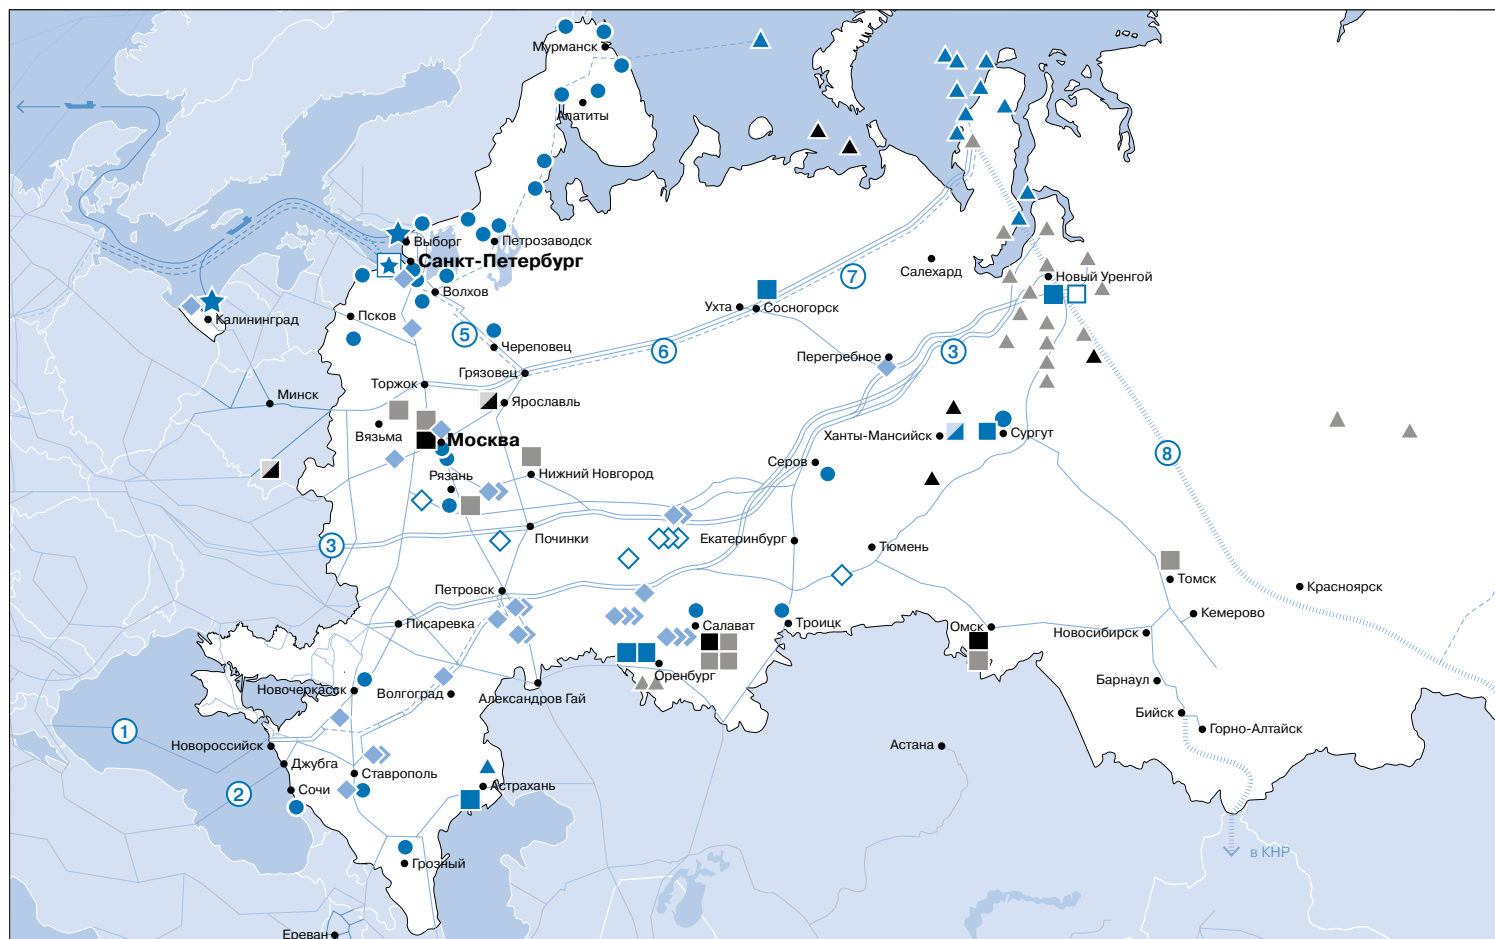 Мурманск
Апатиты
Выборг
Петрозаводск
Санкт-Петербург
Салехард
Новый Уренгой
7
Волхов
Ухта
Сосногорск
Калининград
Псков
5
Череповец
6
Перегребное
3
Грязовец
Торжок
Минск
Ярославль
Вязьма
Москва
Ханты-Мансийск
Сургут
8
Серов
Рязань
Нижний Новгород
3
Починки
Екатеринбург
Тюмень
Томск
Красноярск
Петровск
Кемерово
Писаревка
Салават
Троицк
Омск
Новосибирск
Оренбург
Барнаул
Новочеркасск
Волгоград
Александров Гай
Бийск
Горно-Алтайск
1
Новороссийск
Астана
Джубга
Ставрополь
2
Сочи
Астрахань
в КНР
Грозный
Ереван